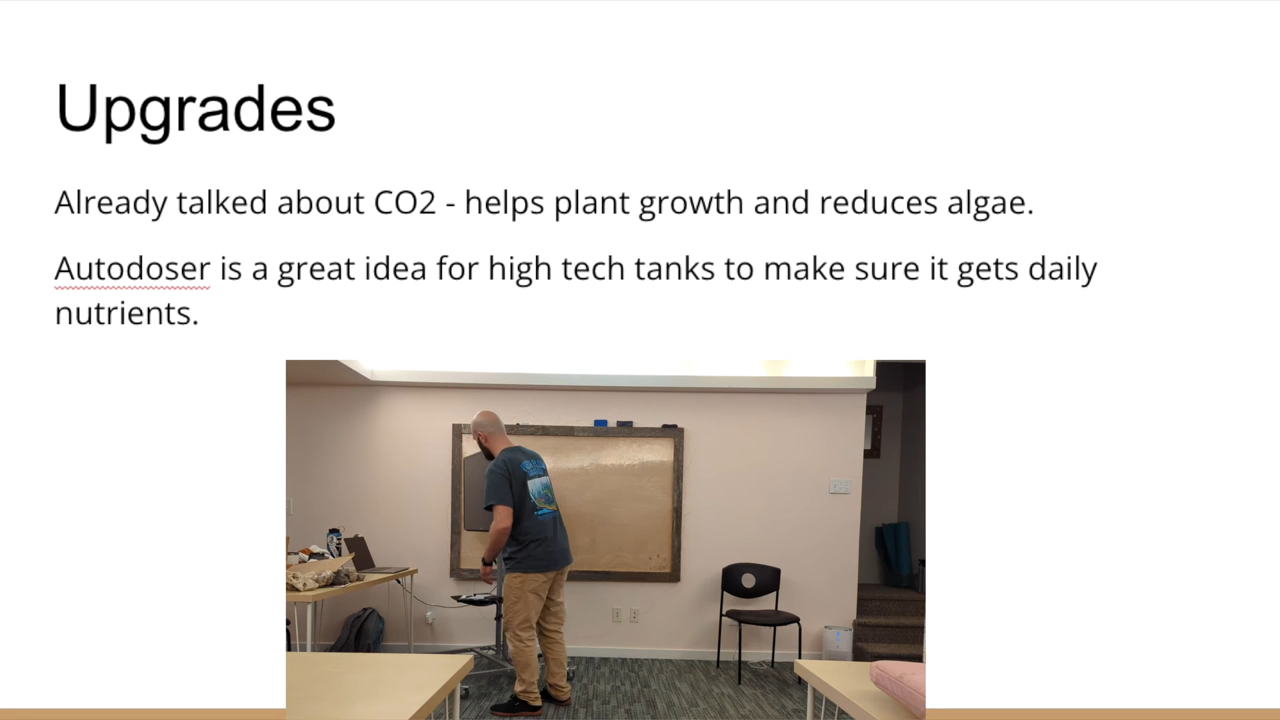 Upgrades
Already talked about CO2 - helps plant growth and reduces algae.
Autodoser is a great idea for high tech tanks to make sure it gets daily
nutrients.